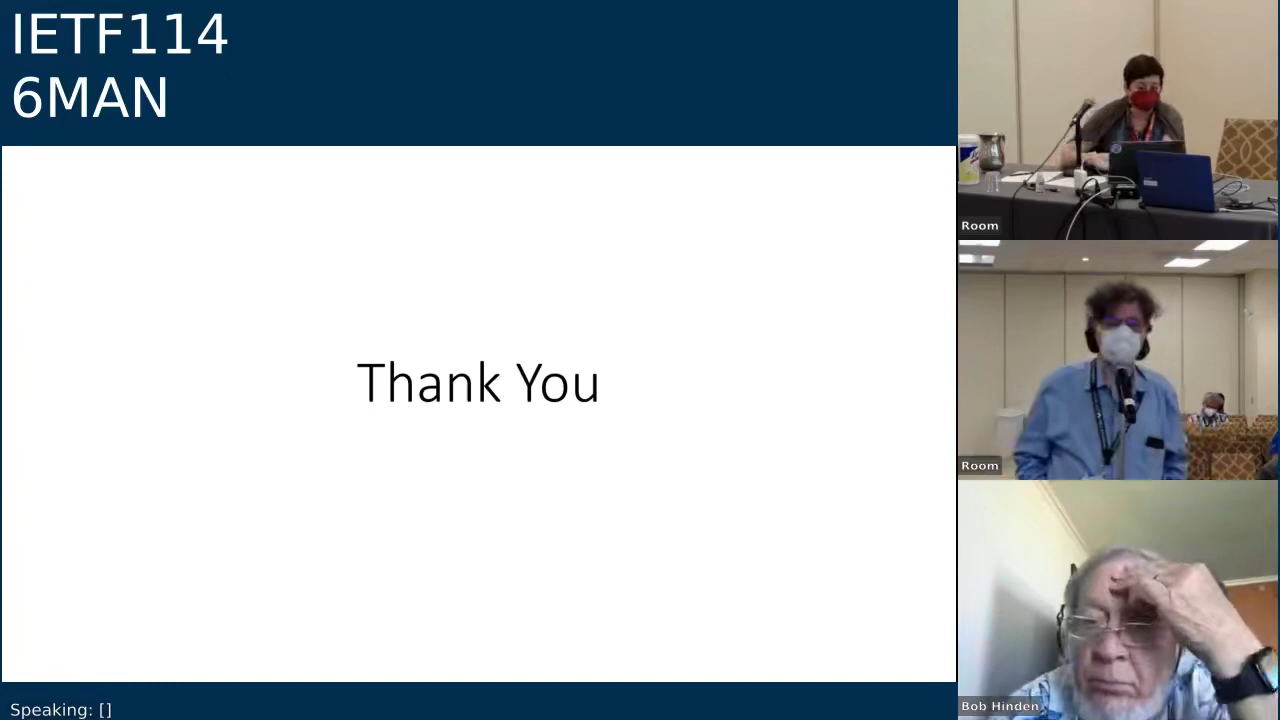 IETF114
6MAN
Thank You
Room
Room
Bob Hinden
Speaking: []